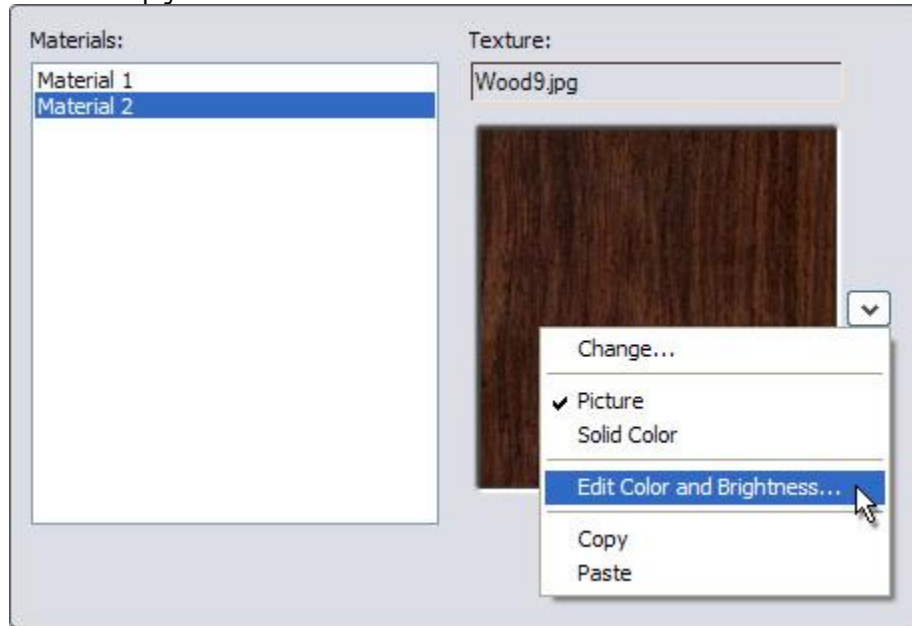 Materials:
Texture:
Material 1
Material 2
Wood9.jpg
Change...
Picture
Solid Color
Edit Color and Brightness...
Copy
Paste